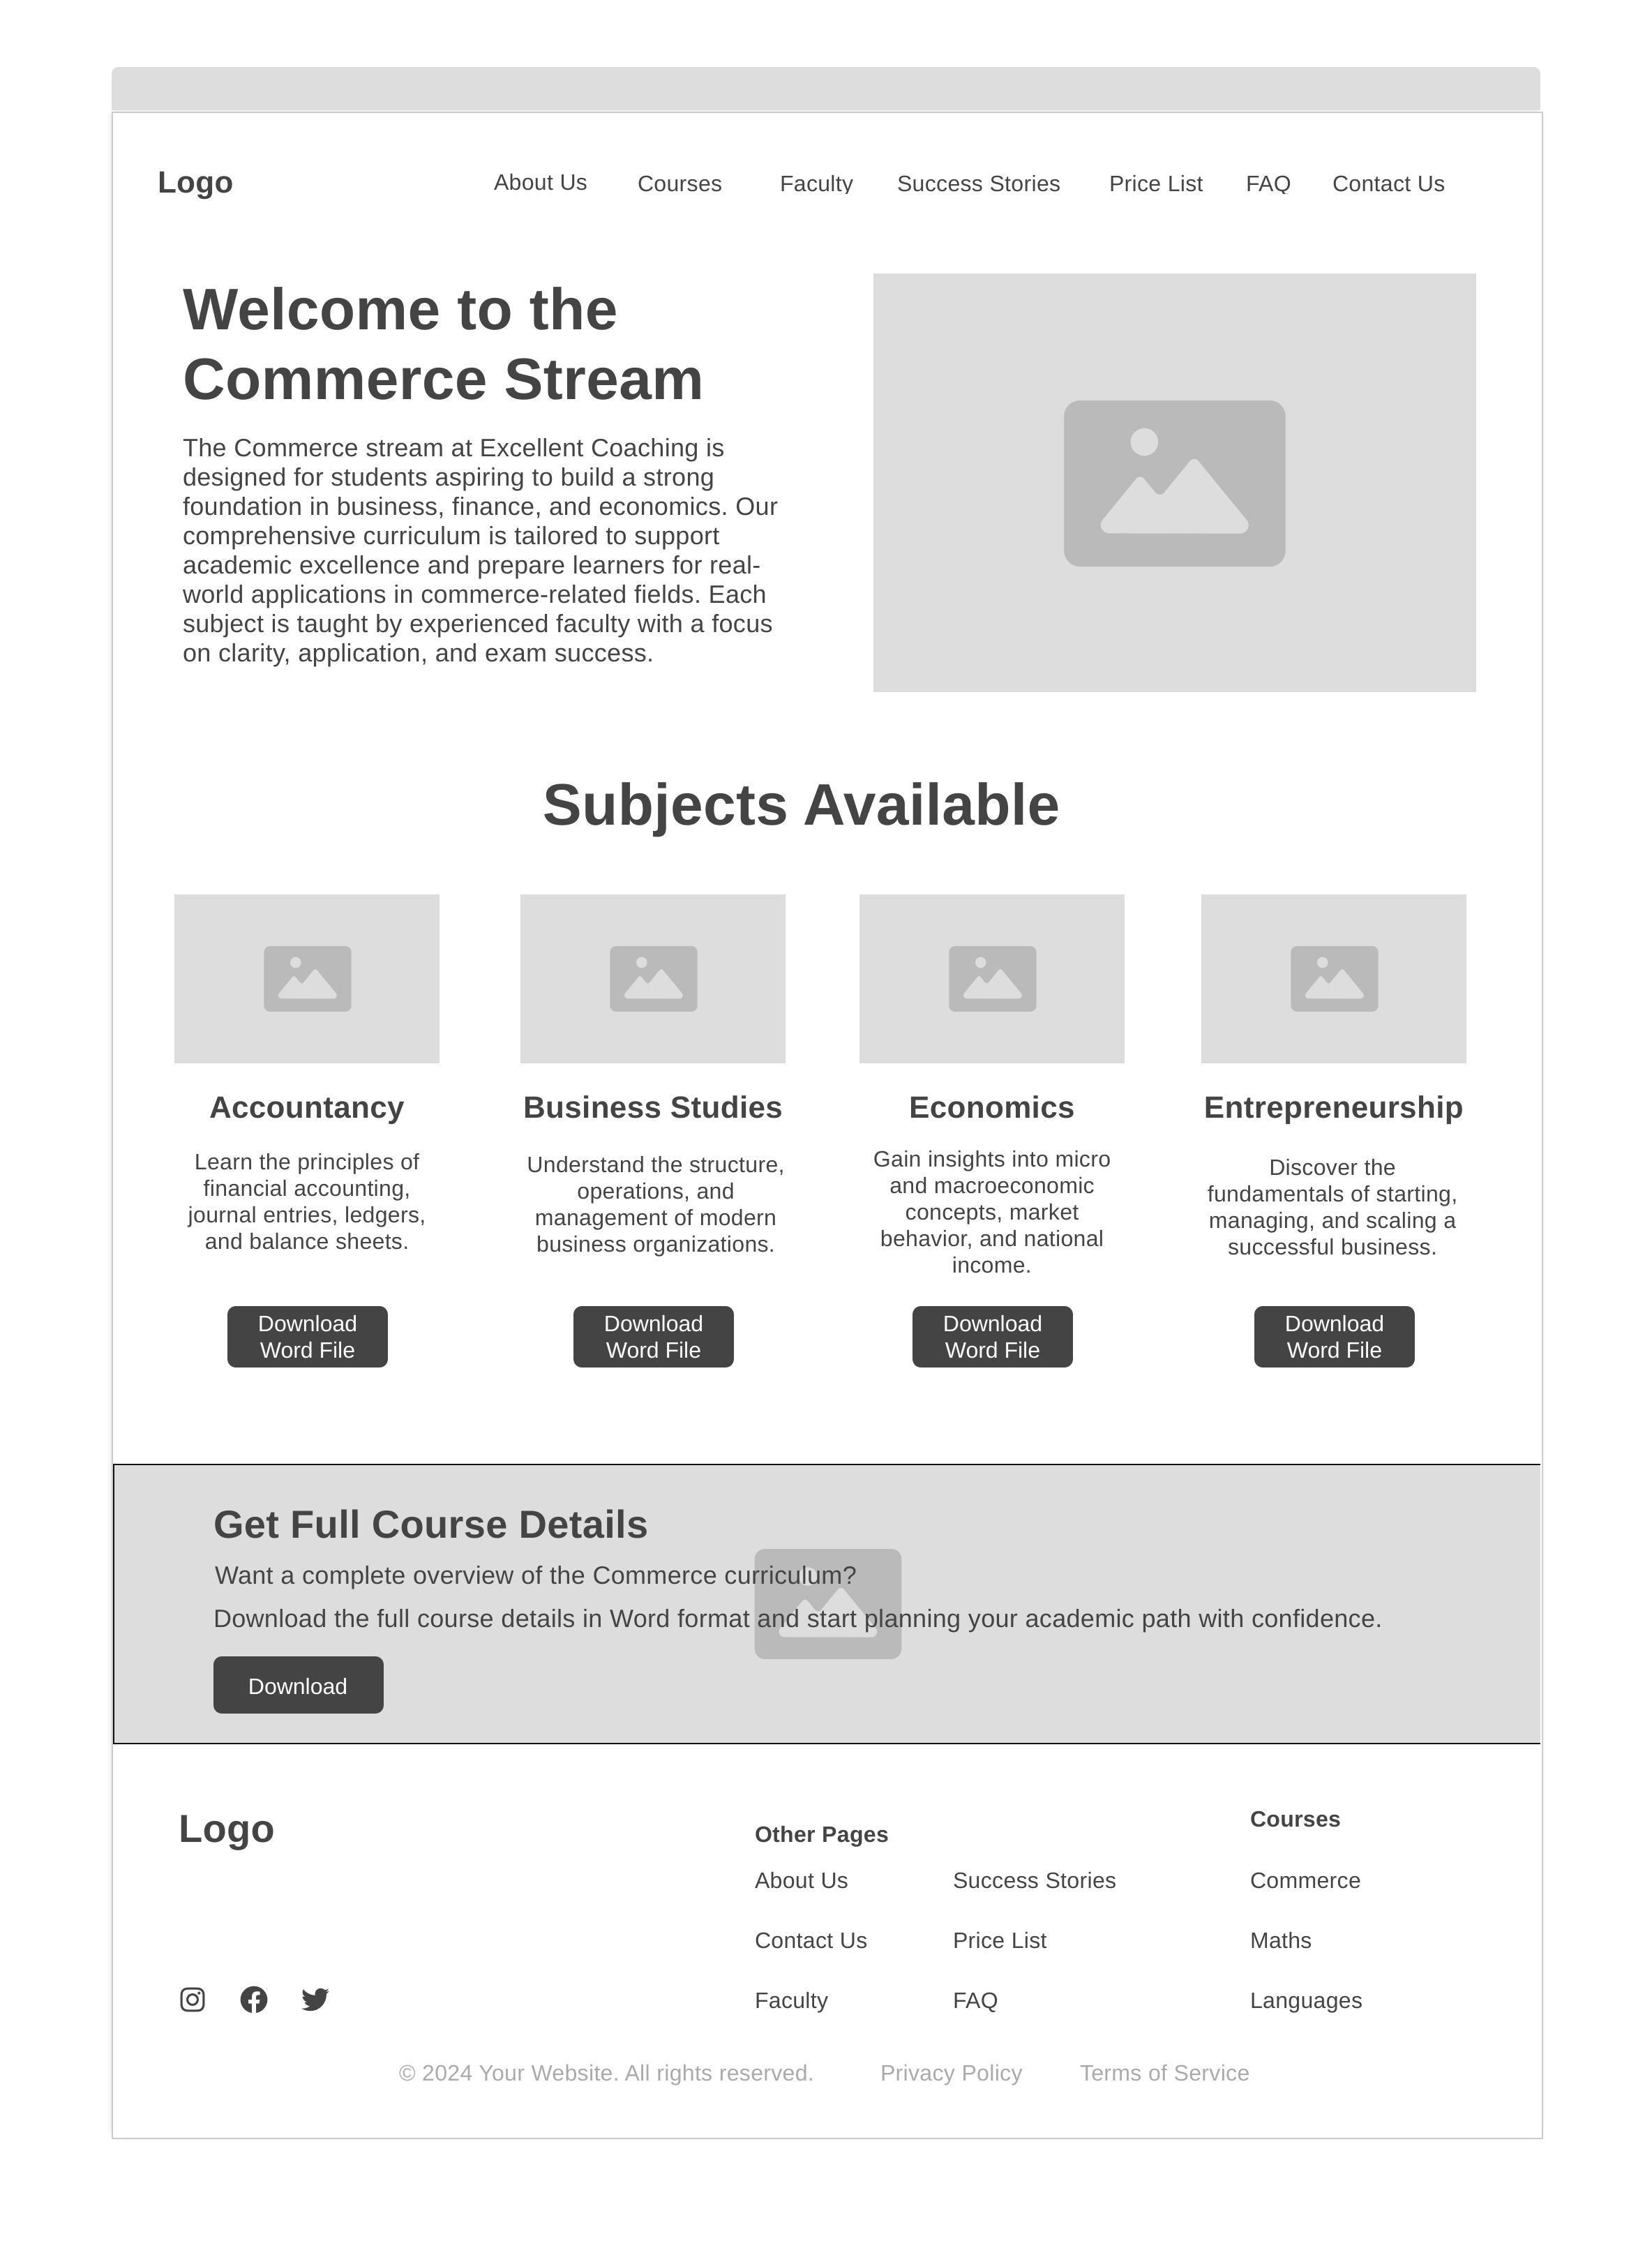 Logo
About Us
Courses
Faculty
Success Stories
Price List
FAQ
Contact Us
Welcome to the
Commerce Stream
The Commerce stream at Excellent Coaching is
designed for students aspiring to build a strong
foundation in business, finance, and economics. Our
comprehensive curriculum is tailored to support
academic excellence and prepare learners for real-
world applications in commerce-related fields. Each
subject is taught by experienced faculty with a focus
on clarity, application, and exam success.
Subjects Available
Accountancy
Learn the principles of
financial accounting,
journal entries, ledgers,
and balance sheets.
Download
Word File
Business Studies
Understand the structure,
operations, and
management of modern
business organizations.
Download
Word File
Economics
Gain insights into micro
and macroeconomic
concepts, market
behavior, and national
income.
Download
Word File
Entrepreneurship
Discover the
fundamentals of starting,
managing, and scaling a
successful business.
Download
Word File
Get Full Course Details
Want a complete overview of the Commerce curriculum?
Download the full course details in Word format and start planning your academic path with confidence.
Download
Logo
Other Pages
About Us
Contact Us
Faculty
Success Stories
Price List
FAQ
Courses
Commerce
Maths
Languages
© 2024 Your Website. All rights reserved.
Privacy Policy
Terms of Service